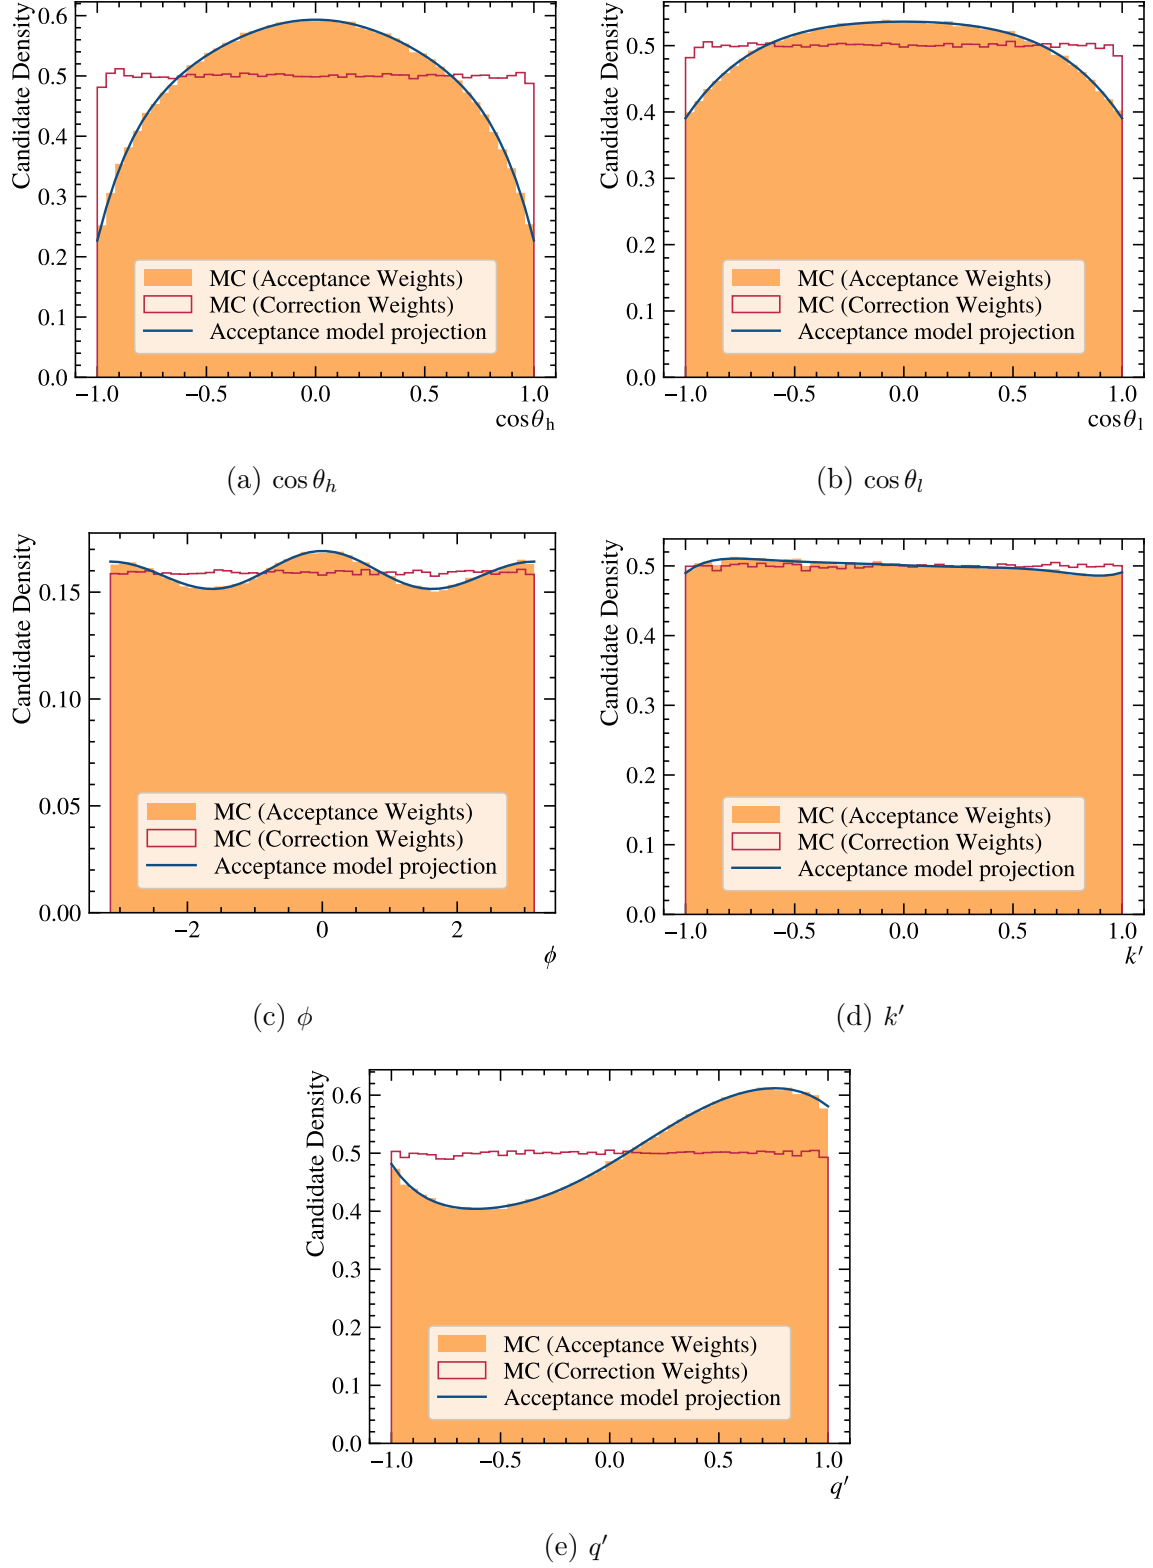 Candidate Density
0.6
0.5
0.4
0.3
0.2
0.1
0.0
−1.0 −0.5 0.0 0.5 1.0
cosθh
MC (Acceptance Weights)
MC (Correction Weights)
Acceptance model projection
(a) cos θh
Candidate Density
0.5
0.4
0.3
0.2
0.1
0.0
−1.0 −0.5 0.0 0.5 1.0
cosθl
MC (Acceptance Weights)
MC (Correction Weights)
Acceptance model projection
(b) cos θl
Candidate Density
0.15
0.10
0.05
0.00
−2 0 2
ϕ
MC (Acceptance Weights)
MC (Correction Weights)
Acceptance model projection
(c) ϕ
Candidate Density
0.5
0.4
0.3
0.2
0.1
0.0
−1.0 −0.5 0.0 0.5 1.0
k′
MC (Acceptance Weights)
MC (Correction Weights)
Acceptance model projection
(d) k′
Candidate Density
0.6
0.5
0.4
0.3
0.2
0.1
0.0
−1.0 −0.5 0.0 0.5 1.0
q′
MC (Acceptance Weights)
MC (Correction Weights)
Acceptance model projection
(e) q′